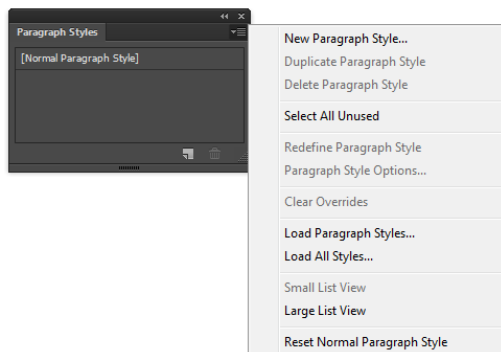 Paragraph Styles
[Normal Paragraph Style]
New Paragraph Style...
Duplicate Paragraph Style
Delete Paragraph Style
Select All Unused
Redefine Paragraph Style
Paragraph Style Options...
Clear Overrides
Load Paragraph Styles...
Load All Styles...
Small List View
Large List View
Reset Normal Paragraph Style